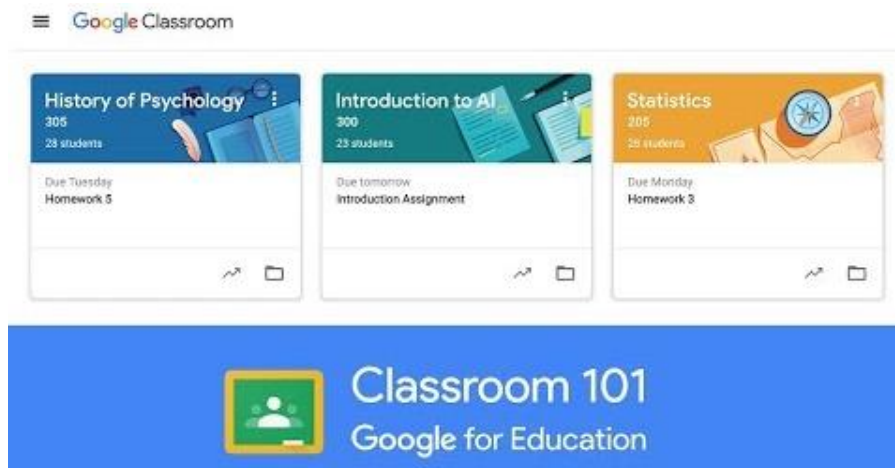 Google Classroom
History of Psychology
305
28 students
Due Tuesday
Homework 5
Introduction to AI
300
23 students
Due tomorrow
Introduction Assignment
Statistics
205
students
Due Monday
Homework 3
Classroom 101
Google for Education